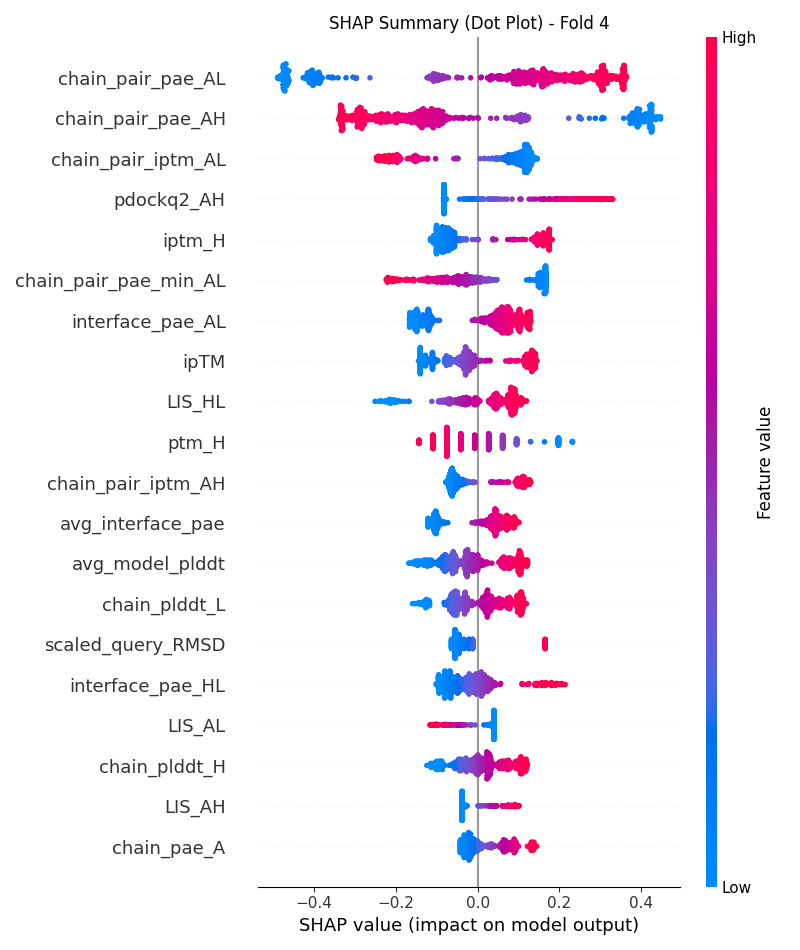 SHAP Summary (Dot Plot) - Fold 4
High
chain_pair_pae_AL
chain_pair_pae_AH
chain_pair_iptm_AL
pdockq2_AH
iptm_H
chain_pair_pae_min_AL
interface_pae_AL
ipTM
LIS_HL
ptm_H
chain_pair_iptm_AH
avg_interface_pae
avg_model_plddt
chain_plddt_L
scaled_query_RMSD
interface_pae_HL
LIS_AL
chain_plddt_H
LIS_AH
chain_pae_A
Feature value
Low
−0.4 −0.2 0.0 0.2 0.4
SHAP value (impact on model output)